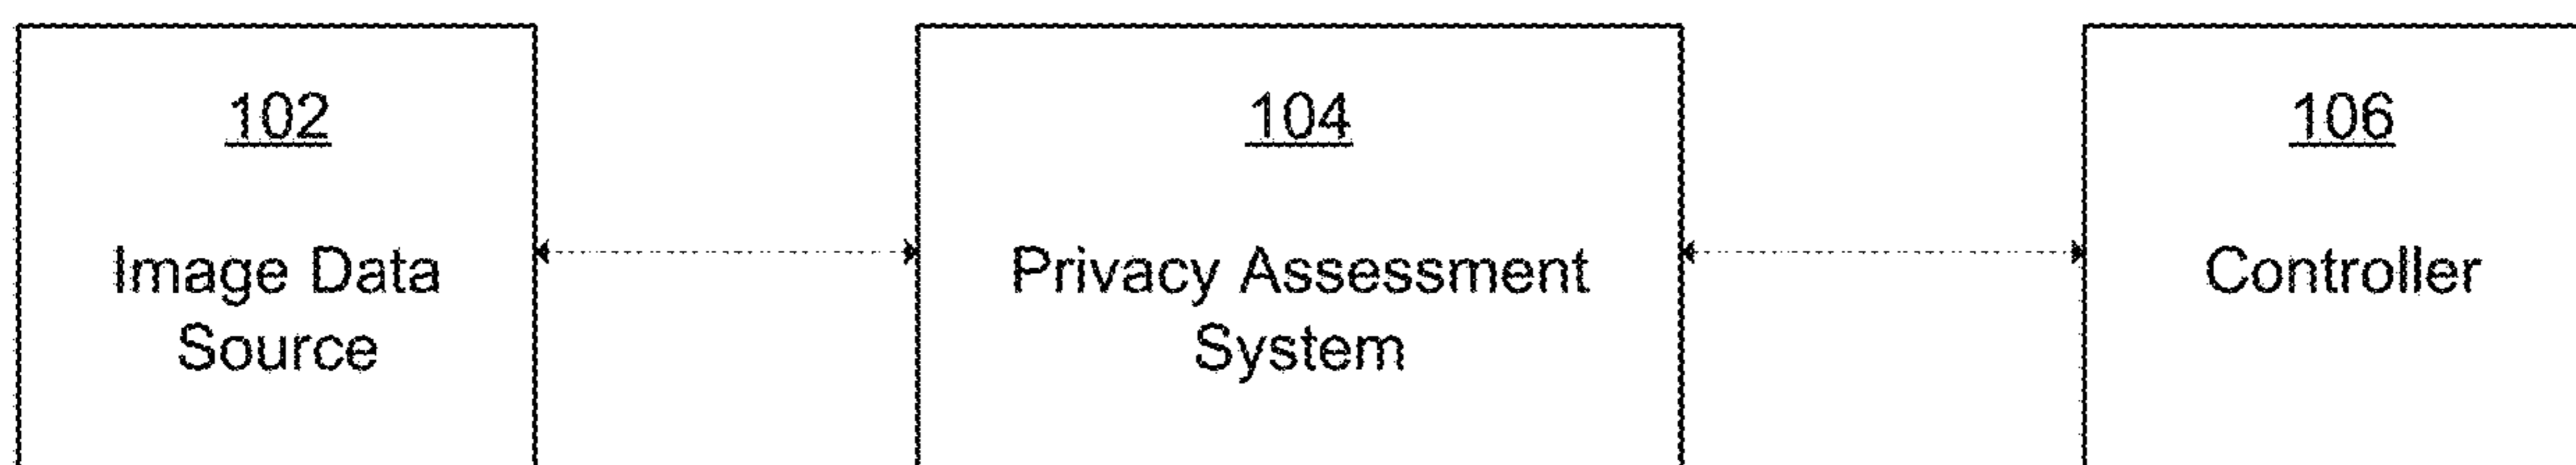 102
Image Data
Source
104
Privacy Assessment
System
106
Controller